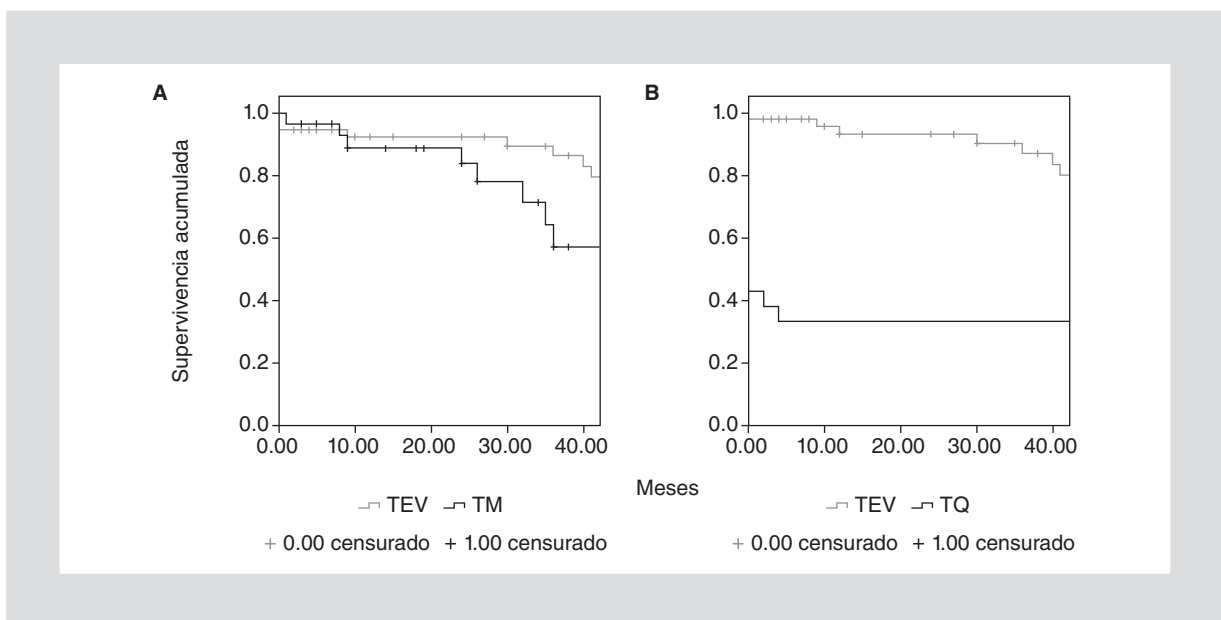 A
B
Supervivencia acumulada
1.0
0.8
0.6
0.4
0.2
0.0
0.00 10.00 20.00 30.00 40.00
1.0
0.8
0.6
0.4
0.2
0.0
0.00 10.00 20.00 30.00 40.00
Meses
TEV TM
+ 0.00 censurado + 1.00 censurado
TEV TQ
+ 0.00 censurado + 1.00 censurado